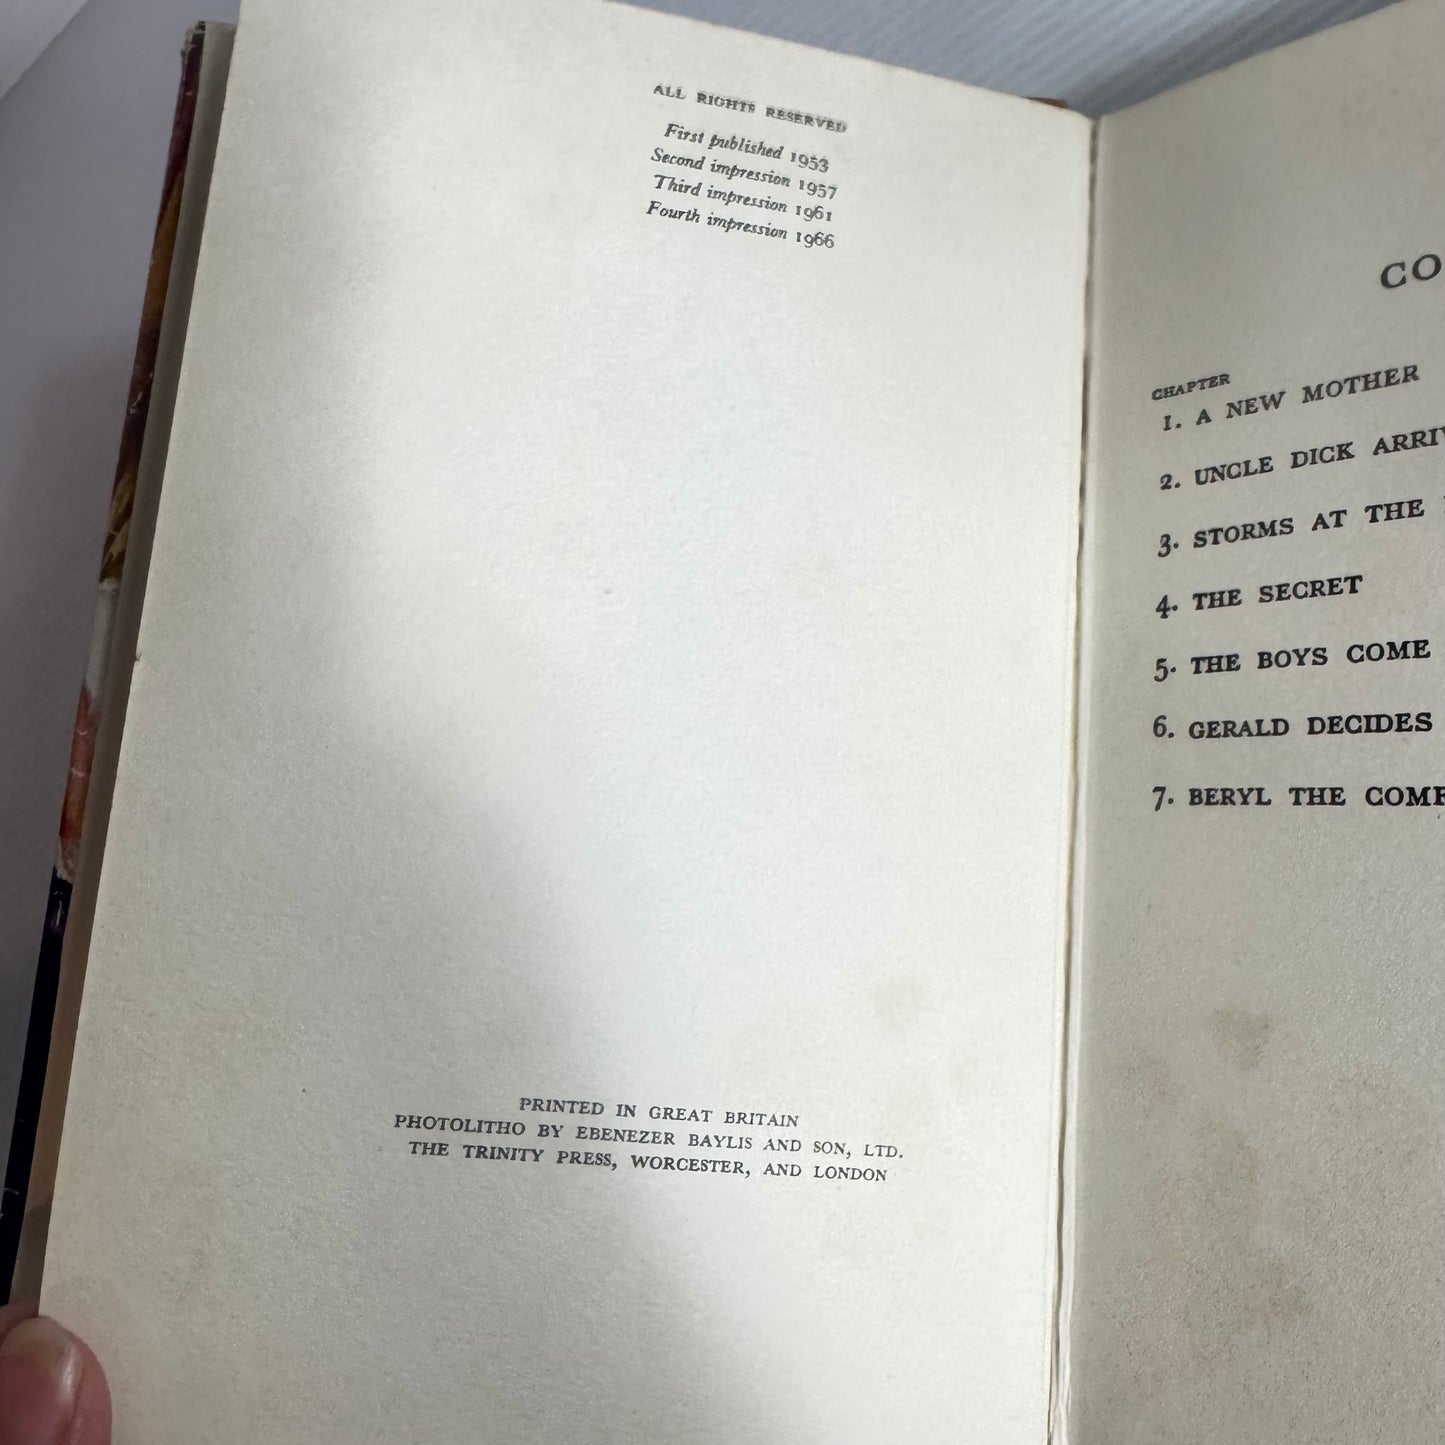 ALL RIGHTS RESERVED
First published 1953
Second impression 1957
Third impression 1961
Fourth impression 1966
PRINTED IN GREAT BRITAIN
PHOTOLITHO BY EBENEZER BAYLIS AND SON, LTD.
THE TRINITY PRESS, WORCESTER, AND LONDON
CHAPTER
1. A NEW MOTHER
2. UNCLE DICK
3. STORMS AT THE
4. THE SECRET
5. THE BOYS COME
6. GERALD DECIDES
7. BERYL THE